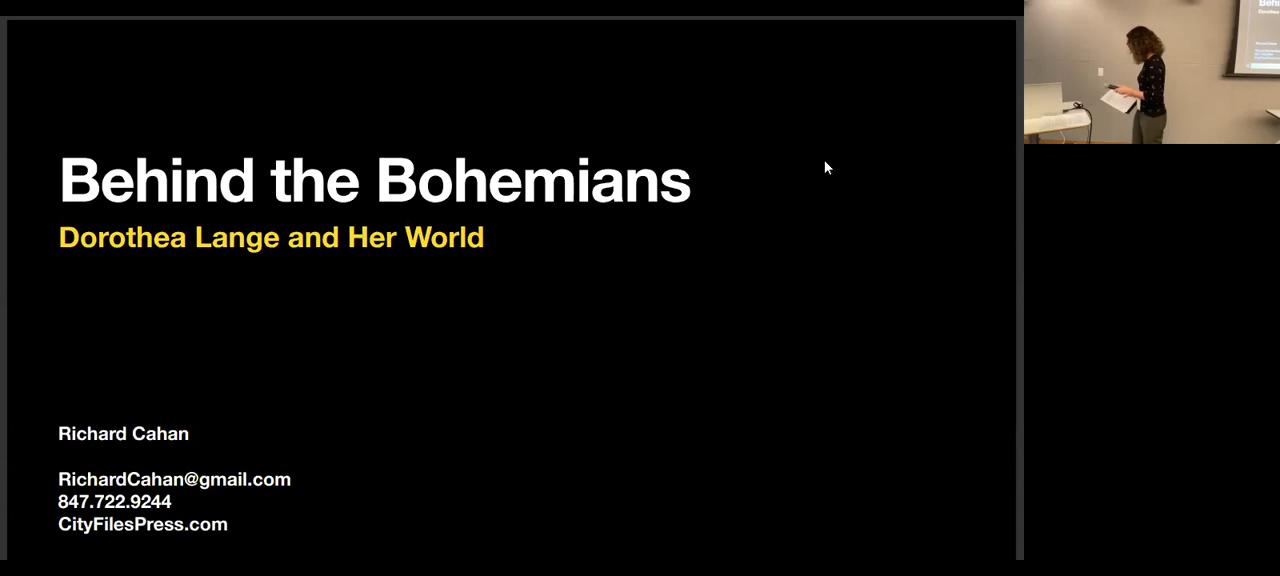 Behind the Bohemians
Dorothea Lange and Her World
Richard Cahan
RichardCahan@gmail.com
847.722.9244
CityFilesPress.com